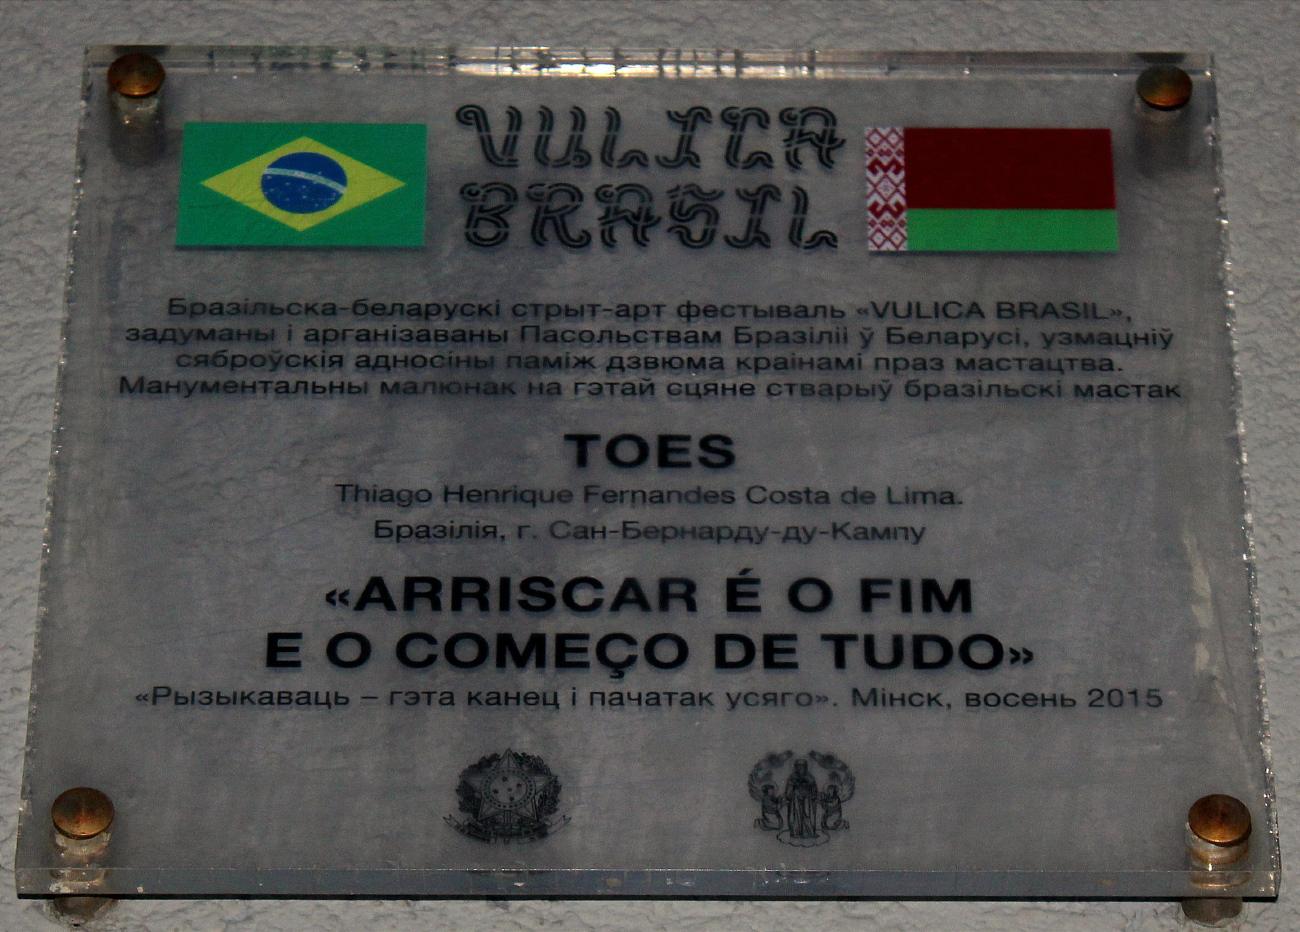 VULICA
BRASIL
Бразільска-беларускі стрыт-арт фестываль «VULICA BRASIL»,
задуманы і арганізаваны Пасольствам Бразіліі ў Беларусі, узмацніў
сяброўскія адносіны паміж дзвюма краінамі праз мастацтва.
Манументальны малюнак на гэтай сцяне стварыў бразільскі мастак
TOES
Thiago Henrique Fernandes Costa de Lima.
Бразілія, г. Сан-Бернарду-ду-Кампу
«ARRISCAR É O FIM
E O COMEÇO DE TUDO»
«Рызыкаваць – гэта канец і пачатак усяго». Мінск, восень 2015